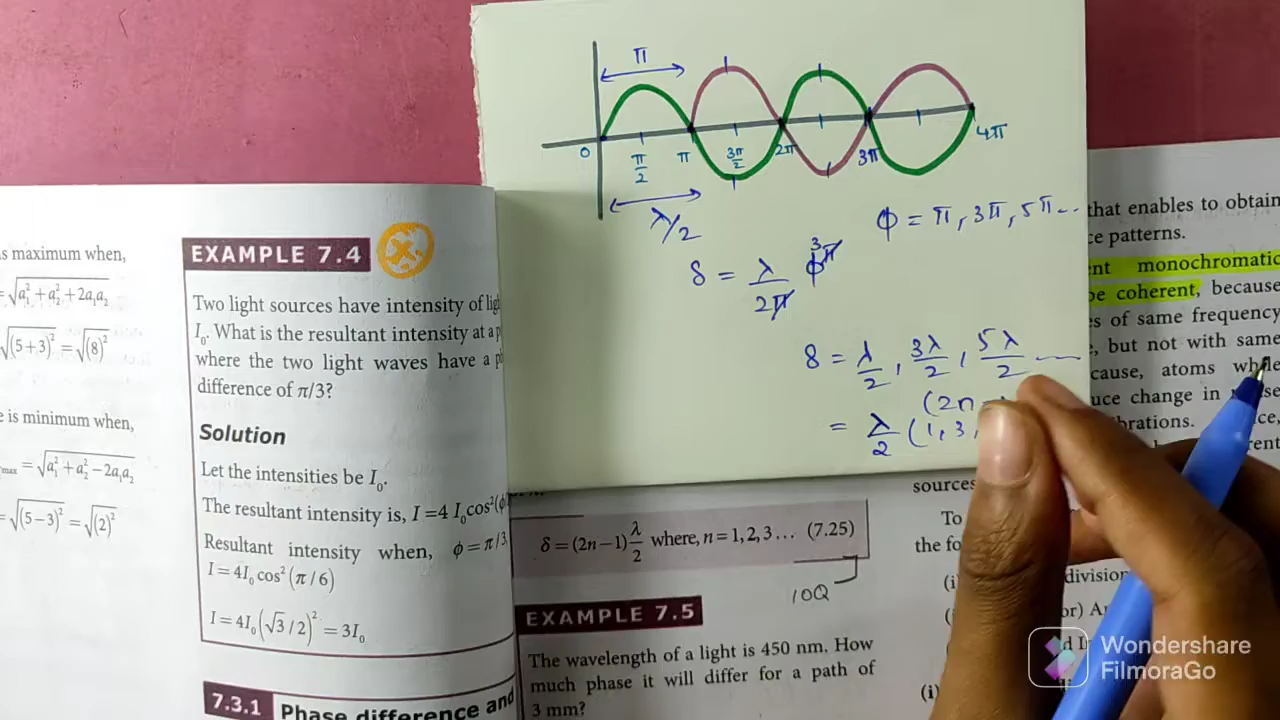 π
0
π/2
π
3π/2
2π
3π
4π
λ/2
ϕ = π, 3π, 5π ...
δ = λ/2π ϕ 3π
δ = λ/2, 3λ/2, 5λ/2 ----
(2n -
= λ/2 (1, 3,
s maximum when,
= √(a₁² + a₂² + 2a₁a₂)
√(5+3)² = √(8)²
e is minimum when,
max = √(a₁² + a₂² − 2a₁a₂)
√(5−3)² = √(2)²
EXAMPLE 7.4
Two light sources have intensity of
I₀. What is the resultant intensity at a
where the two light waves have a
difference of π/3?
Solution
Let the intensities be I₀.
The resultant intensity is, I = 4 I₀ cos²(ϕ/
Resultant intensity when, ϕ = π/3
I = 4I₀ cos² (π/6)
I = 4I₀ (√3/2)² = 3I₀
7.3.1 Phase difference and
δ = (2n−1) λ/2 where, n = 1, 2, 3... (7.25)
10Q
EXAMPLE 7.5
The wavelength of a light is 450 nm. How
much phase it will differ for a path of
3 mm?
that enables to obtain
ce patterns.
ent monochromatic
be coherent, because
s of same frequency
, but not with same
cause, atoms while
uce change in
brations.
sources
To
the fo
(i) division
(i)
Wondershare
FilmoraGo